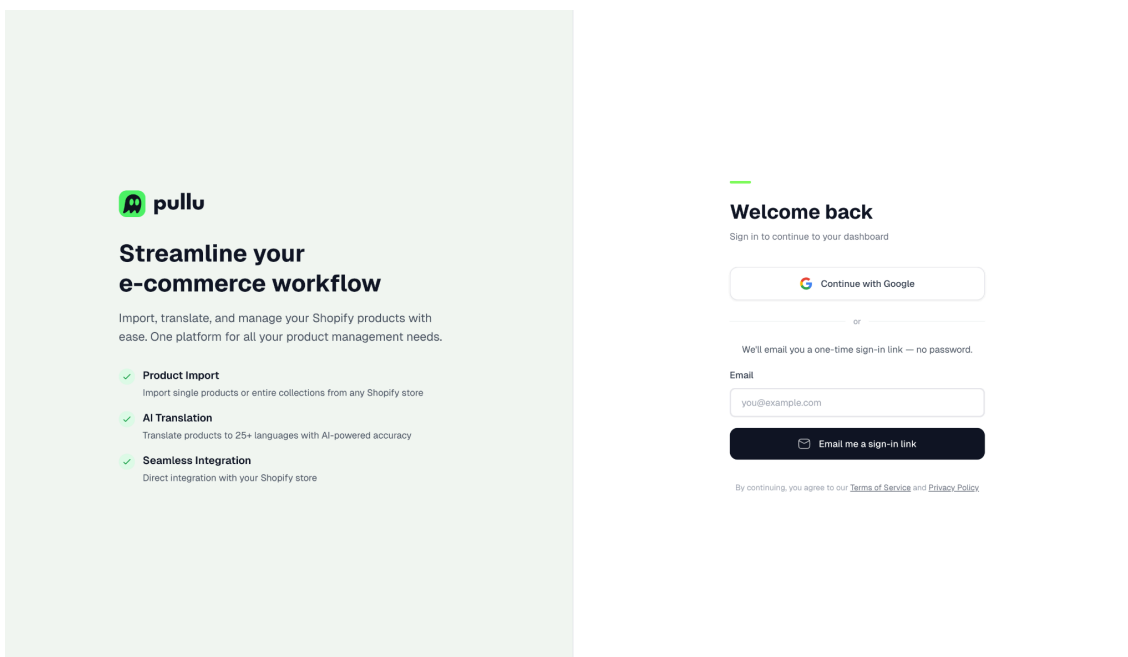 pullu
Streamline your
e-commerce workflow
Import, translate, and manage your Shopify products with
ease. One platform for all your product management needs.
Product Import
Import single products or entire collections from any Shopify store
AI Translation
Translate products to 25+ languages with AI-powered accuracy
Seamless Integration
Direct integration with your Shopify store
Welcome back
Sign in to continue to your dashboard
Continue with Google
or
We'll email you a one-time sign-in link — no password.
Email
you@example.com
Email me a sign-in link
By continuing, you agree to our Terms of Service and Privacy Policy